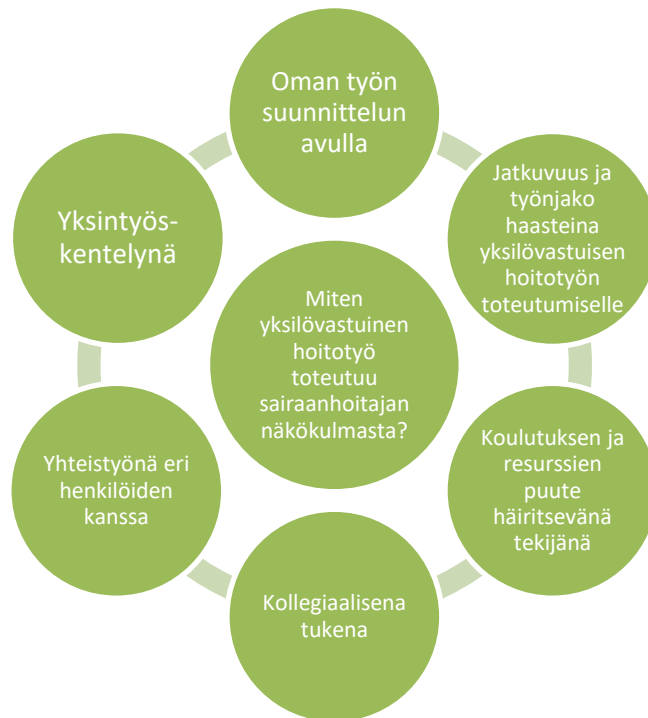 Oman työn
suunnittelun
avulla
Jatkuvuus ja
työnjako
haasteina
yksilövastuisen
hoitotyön
toteutumiselle
Koulutuksen ja
resurssien
puute
häiritsevänä
tekijänä
Kollegiaalisena
tukena
Yhteistyönä eri
henkilöiden
kanssa
Yksintyös-
kentelynä
Miten
yksilövastuinen
hoitotyö
toteutuu
sairaanhoitajan
näkökulmasta?